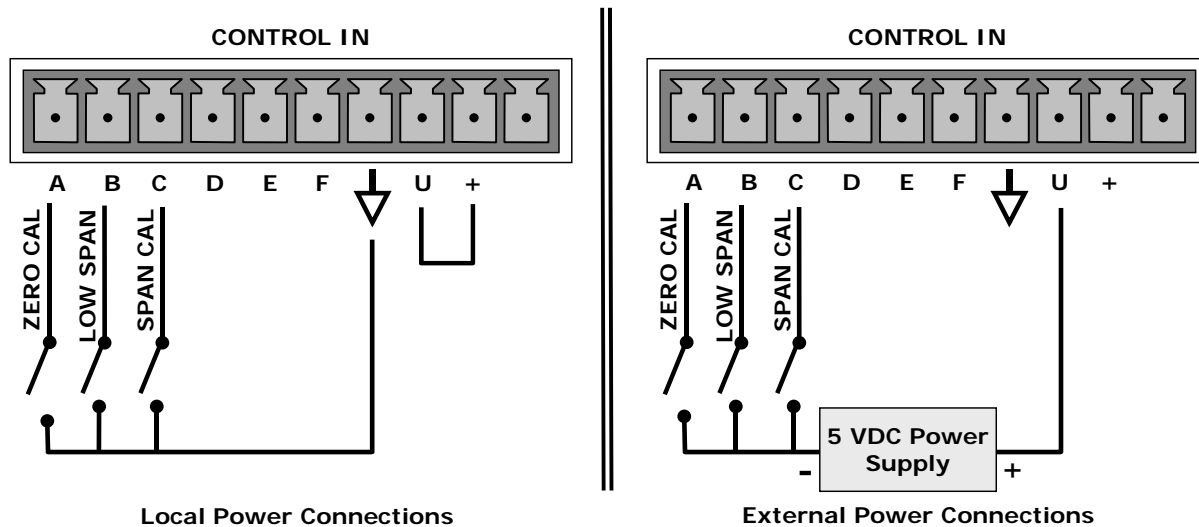 CONTROL IN
A B C D E F U +
ZERO CAL
LOW SPAN
SPAN CAL
Local Power Connections
CONTROL IN
A B C D E F U +
ZERO CAL
LOW SPAN
SPAN CAL
5 VDC Power
Supply
- +
External Power Connections